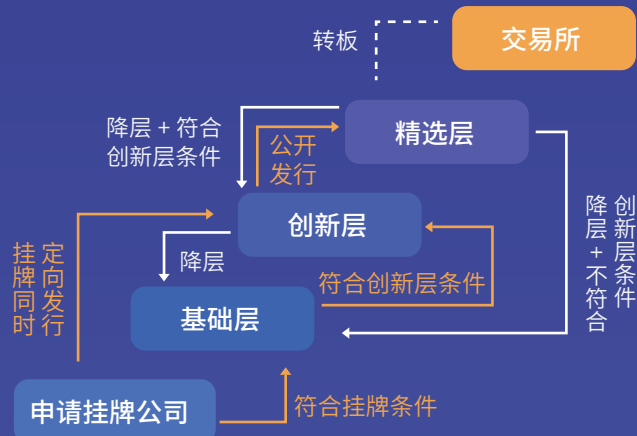 转板
交易所
降层 + 符合
创新层条件
公开
发行
精选层
创新层
降层
符合创新层条件
基础层
定向发行
挂牌同时
创新层条件
降层 + 不符合
申请挂牌公司
符合挂牌条件